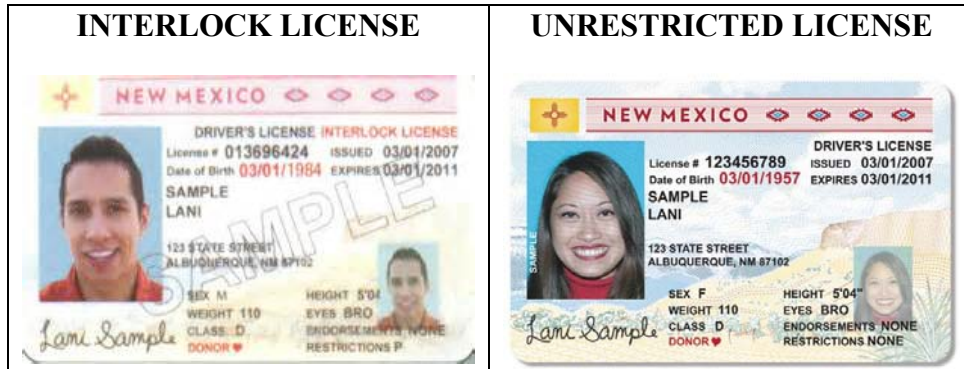 INTERLOCK LICENSE
NEW MEXICO
DRIVER'S LICENSE INTERLOCK LICENSE
License # 013696424 ISSUED 03/01/2007
Date of Birth 03/01/1984 EXPIRES 03/01/2011
SAMPLE
LANI
123 STATE STREET
ALBUQUERQUE, NM 87102
SEX M HEIGHT 5'04
WEIGHT 110 EYES BRO
CLASS D ENDORSEMENTS NONE
DONOR RESTRICTIONS P
Lani Sample
SAMPLE
UNRESTRICTED LICENSE
NEW MEXICO
DRIVER'S LICENSE
License # 123456789 ISSUED 03/01/2007
Date of Birth 03/01/1957 EXPIRES 03/01/2011
SAMPLE
LANI
123 STATE STREET
ALBUQUERQUE, NM 87102
SEX F HEIGHT 5'04"
WEIGHT 110 EYES BRO
CLASS D ENDORSEMENTS NONE
DONOR RESTRICTIONS NONE
Lani Sample
SAMPLE